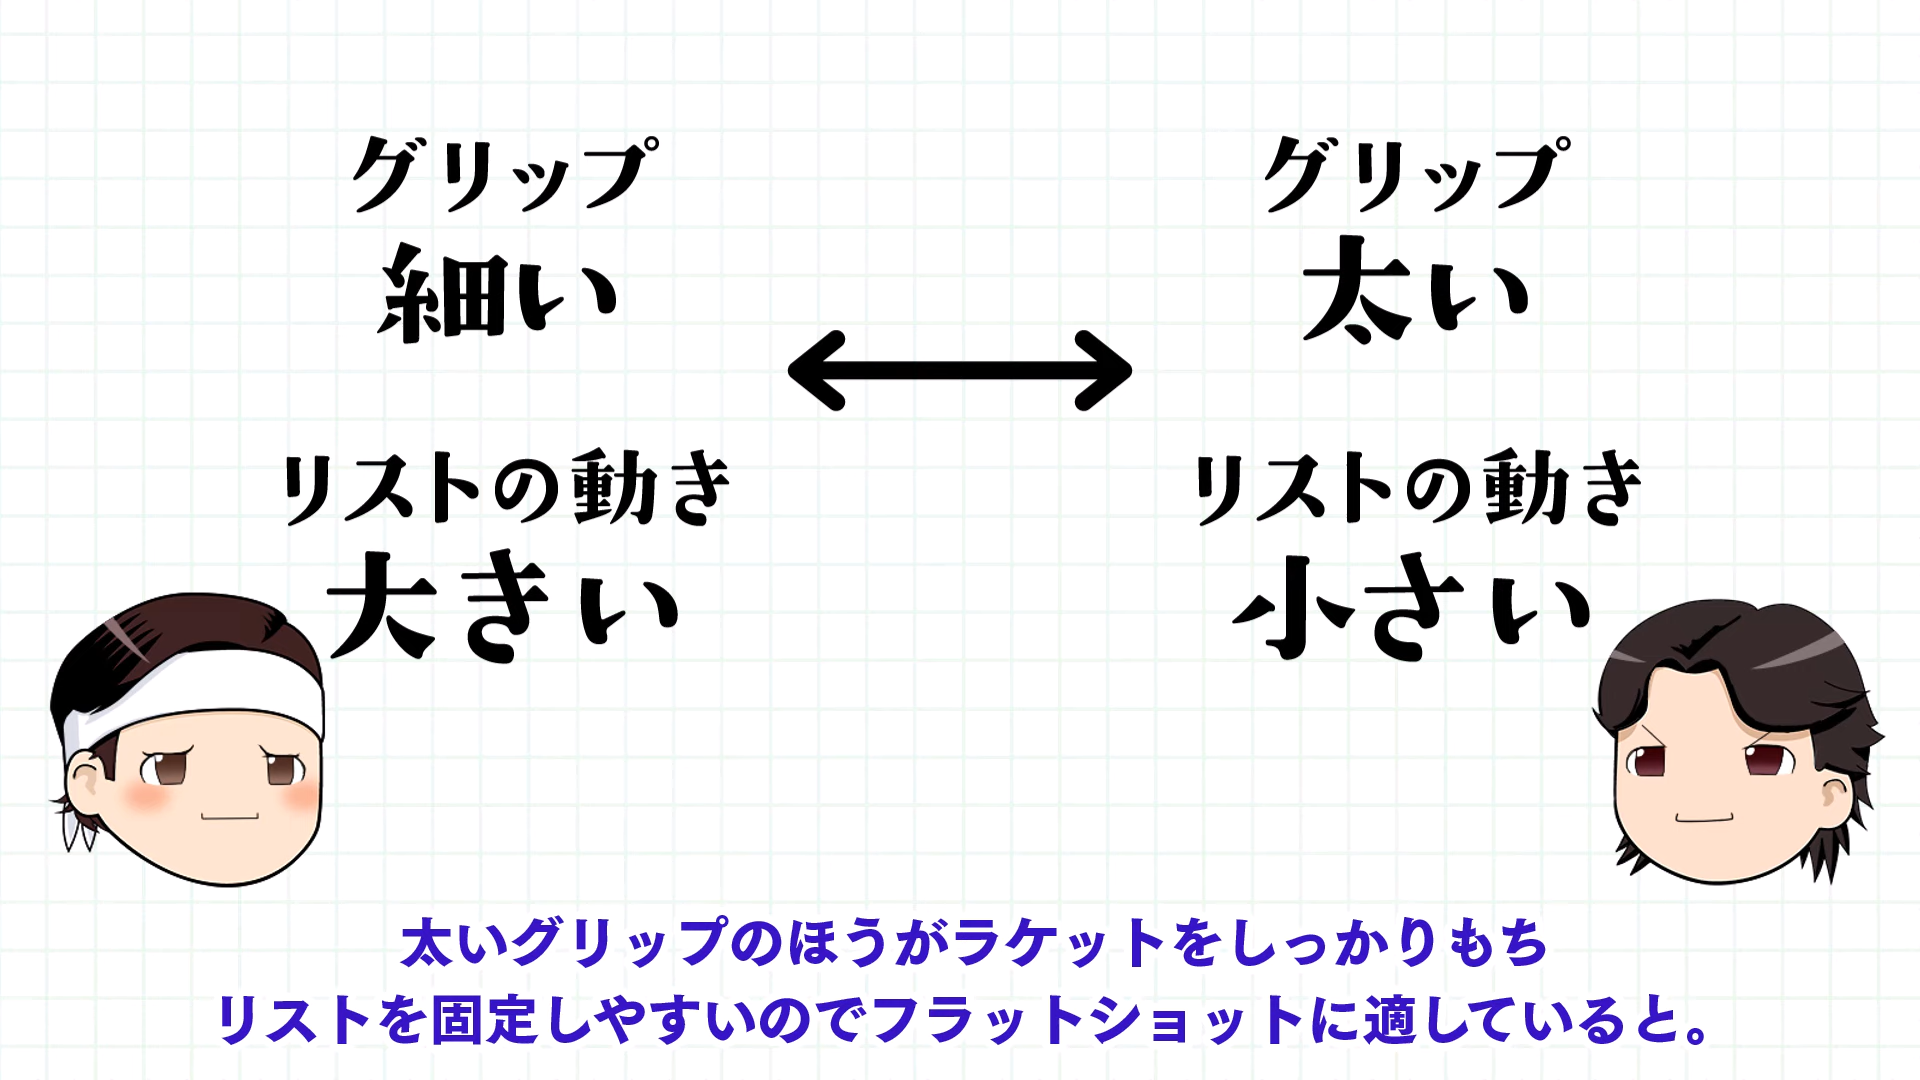 グリップ
細い
リストの動き
大きい
グリップ
太い
リストの動き
小さい
太いグリップのほうがラケットをしっかりもち
リストを固定しやすいのでフラットショットに適していると。